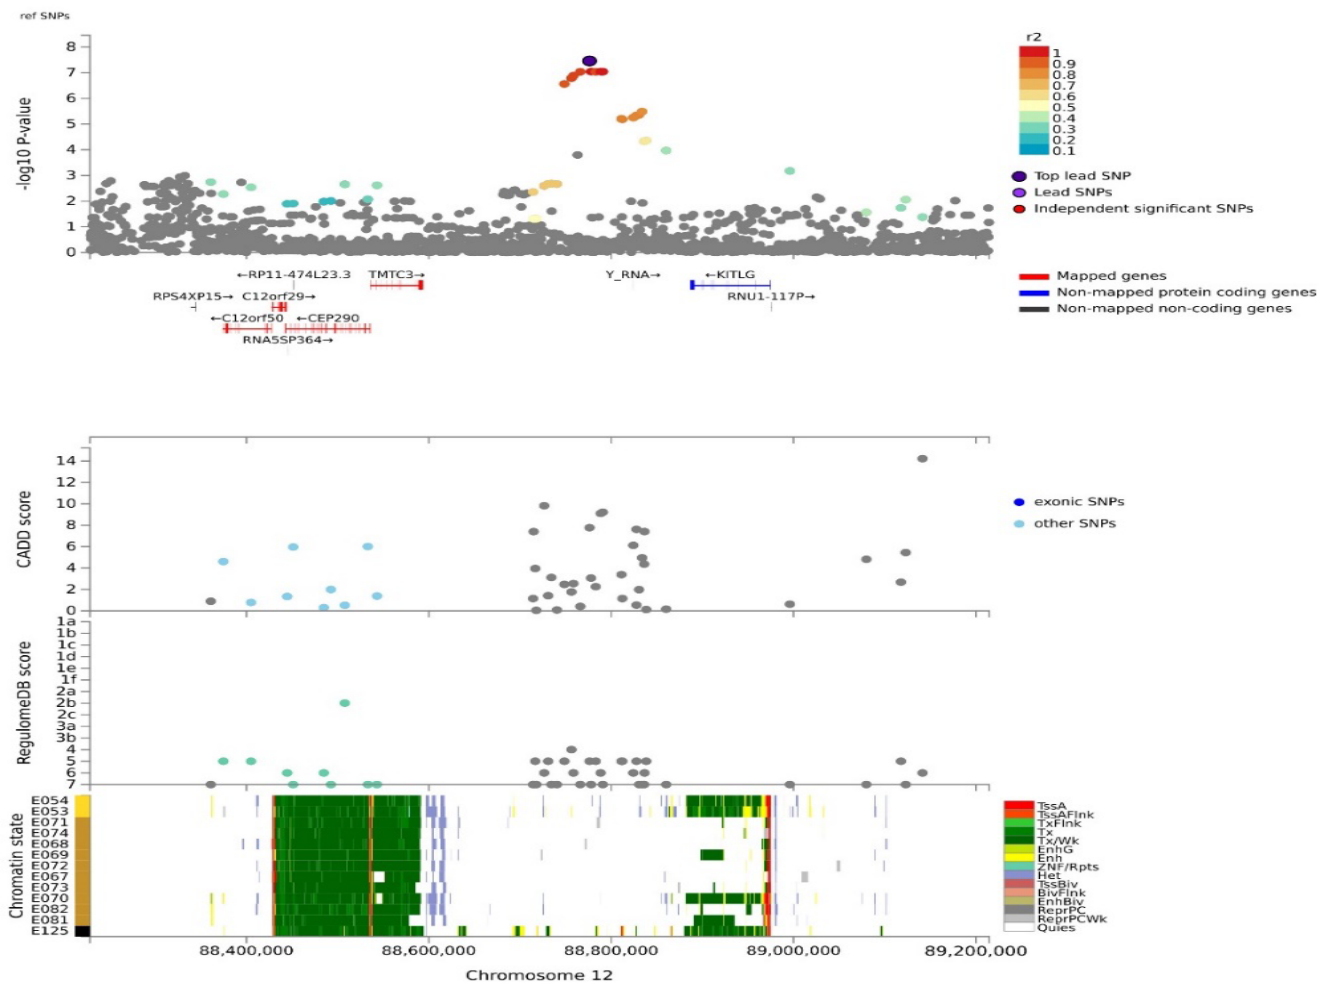 ref SNPs
-log10 P-value
8
7
6
5
4
3
2
1
0
r2
1
0.9
0.8
0.7
0.6
0.5
0.4
0.3
0.2
0.1
Top lead SNP
Lead SNPs
Independent significant SNPs
←RP11-474L23.3 TMTC3→ Y_RNA→ ←KITLG
RPS4XP15→ C12orf29→ RNU1-117P→
←C12orf50 ←CEP290
RNA5SP364→
Mapped genes
Non-mapped protein coding genes
Non-mapped non-coding genes
CADD score
14
12
10
8
6
4
2
0
exonic SNPs
other SNPs
RegulomeDB score
1a
1b
1c
1d
1e
1f
2a
2b
2c
3a
3b
4
5
6
7
Chromatin state
E054
E053
E071
E074
E068
E069
E072
E067
E073
E070
E082
E081
E125
TssA
TssAFlnk
TxFlnk
Tx
Tx/Wk
EnhG
Enh
ZNF/Rpts
Het
TssBiv
BivFlnk
EnhBiv
ReprPC
ReprPCWk
Quies
88,400,000 88,600,000 88,800,000 89,000,000 89,200,000
Chromosome 12